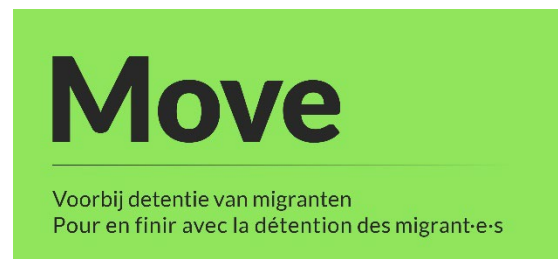 Move
Voorbij detentie van migranten
Pour en finir avec la détention des migrant·e·s